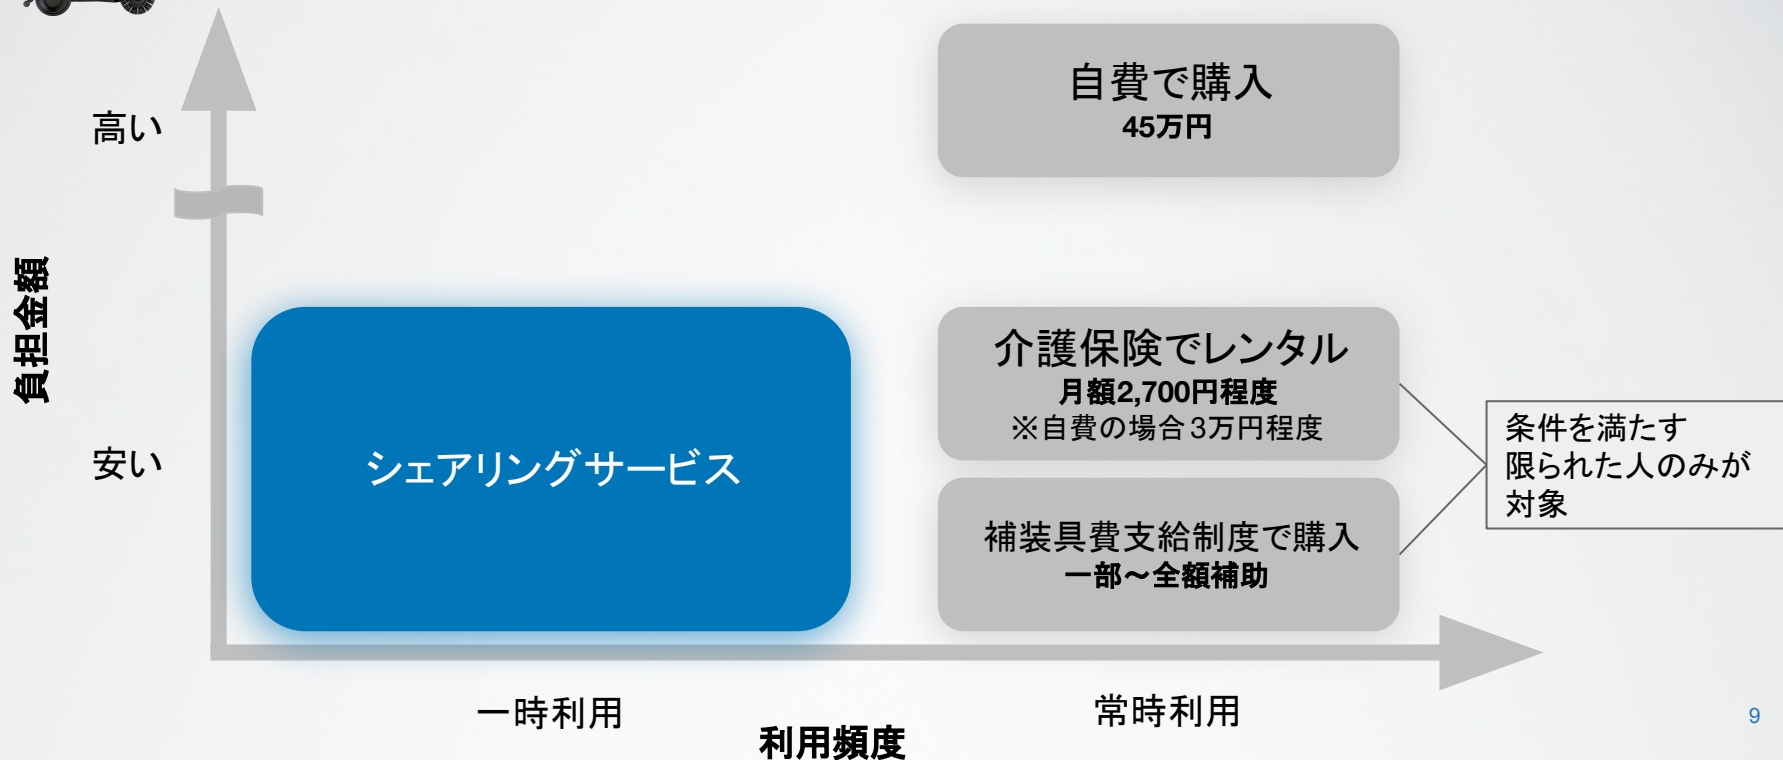 高い
自費で購入
45万円
負担金額
安い
シェアリングサービス
介護保険でレンタル
月額2,700円程度
※自費の場合3万円程度
補装具費支給制度で購入
一部～全額補助
条件を満たす
限られた人のみが
対象
一時利用
常時利用
利用頻度
9